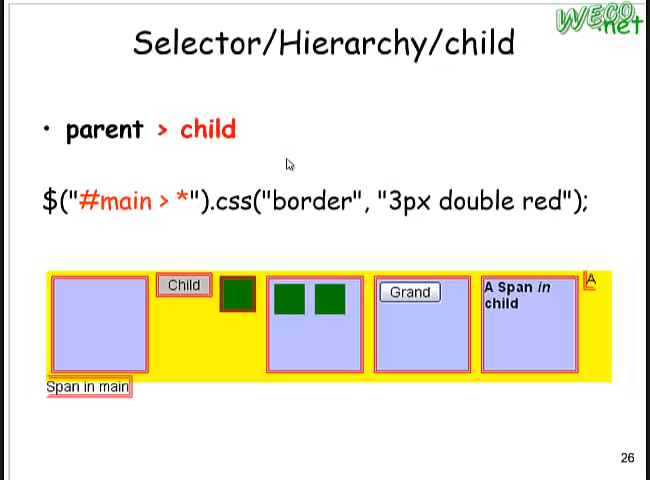 WECO
.net
Selector/Hierarchy/child
• parent > child
$("#main > *").css("border", "3px double red");
Child
Grand
A Span in
child
A
Span in main
26